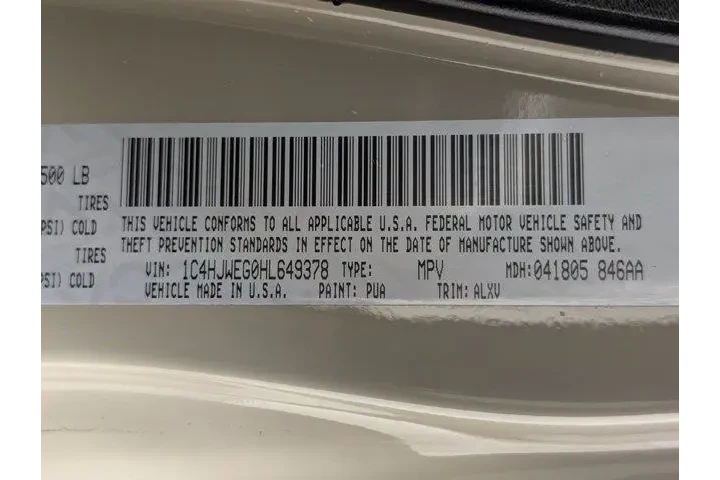 500 LB
TIRES
PSI) COLD
TIRES
PSI) COLD
THIS VEHICLE CONFORMS TO ALL APPLICABLE U.S.A. FEDERAL MOTOR VEHICLE SAFETY AND
THEFT PREVENTION STANDARDS IN EFFECT ON THE DATE OF MANUFACTURE SHOWN ABOVE.
VIN: 1C4HJWEG0HL649378 TYPE: MPV MDH:041805 846AA
VEHICLE MADE IN U.S.A. PAINT: PUA TRIM: ALXV